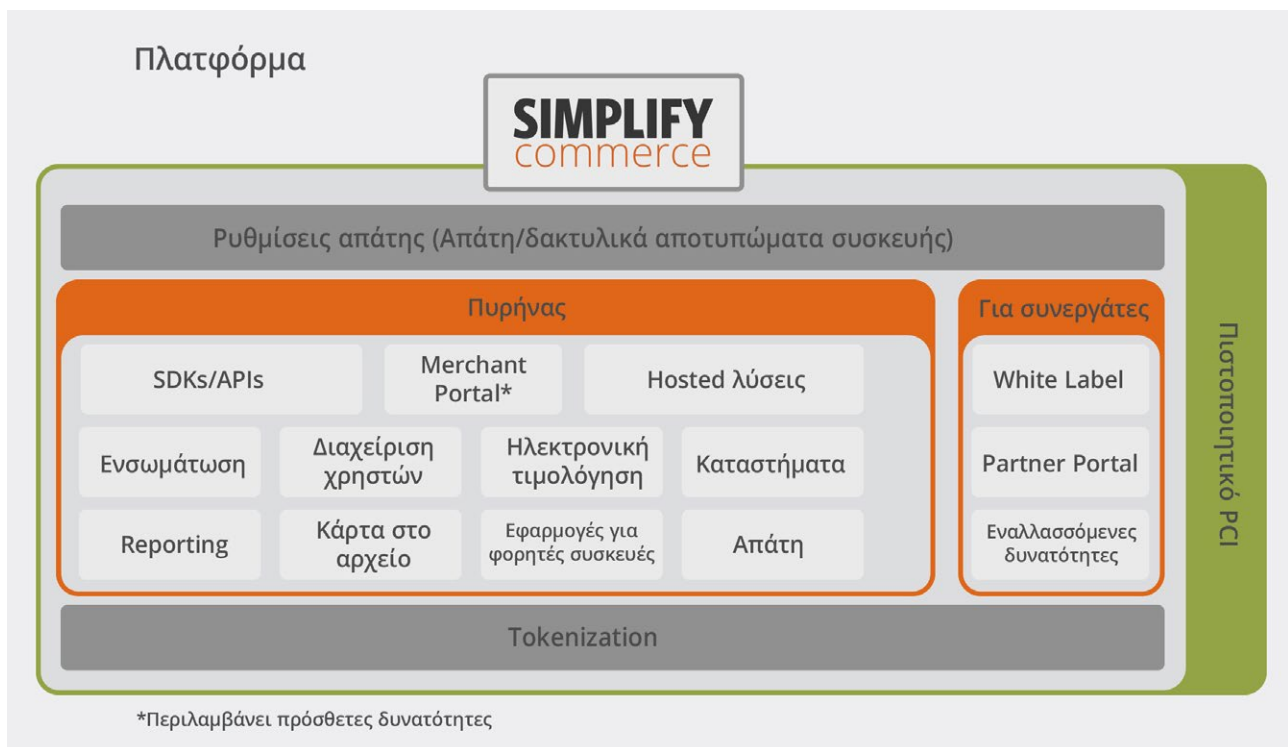 Πλατφόρμα
SIMPLIFY
commerce
Ρυθμίσεις απάτης (Απάτη/δακτυλικά αποτυπώματα συσκευής)
Πυρήνας
SDKs/APIs
Merchant
Portal*
Hosted λύσεις
Ενσωμάτωση
Διαχείριση
χρηστών
Ηλεκτρονική
τιμολόγηση
Καταστήματα
Reporting
Κάρτα στο
αρχείο
Εφαρμογές για
φορητές συσκευές
Απάτη
Για συνεργάτες
White Label
Partner Portal
Εναλλασσόμενες
δυνατότητες
Πιστοποιητικό PCI
Tokenization
*Περιλαμβάνει πρόσθετες δυνατότητες